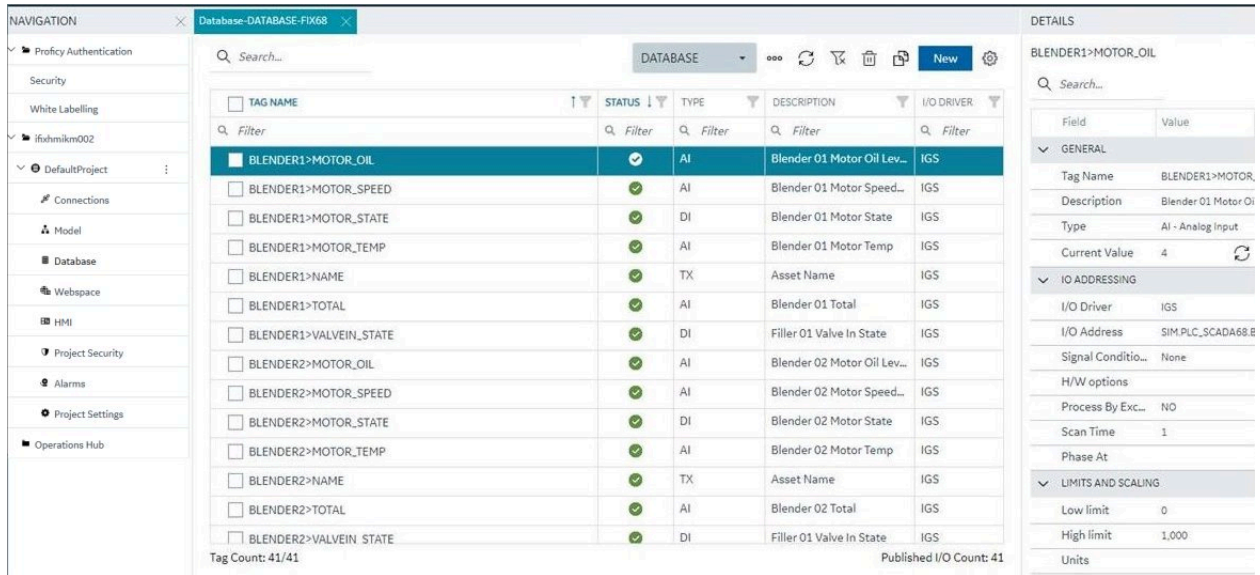 NAVIGATION
Proficy Authentication
Security
White Labelling
ifixhmikm002
DefaultProject
Connections
Model
Database
Webspace
HMI
Project Security
Alarms
Project Settings
Operations Hub
Database-DATABASE-FIX68
Search...
DATABASE
New
TAG NAME STATUS TYPE DESCRIPTION I/O DRIVER
Filter Filter Filter Filter Filter
BLENDER1>MOTOR_OIL AI Blender 01 Motor Oil Lev... IGS
BLENDER1>MOTOR_SPEED AI Blender 01 Motor Speed... IGS
BLENDER1>MOTOR_STATE DI Blender 01 Motor State IGS
BLENDER1>MOTOR_TEMP AI Blender 01 Motor Temp IGS
BLENDER1>NAME TX Asset Name IGS
BLENDER1>TOTAL AI Blender 01 Total IGS
BLENDER1>VALVEIN_STATE DI Filler 01 Valve In State IGS
BLENDER2>MOTOR_OIL AI Blender 02 Motor Oil Lev... IGS
BLENDER2>MOTOR_SPEED AI Blender 02 Motor Speed... IGS
BLENDER2>MOTOR_STATE DI Blender 02 Motor State IGS
BLENDER2>MOTOR_TEMP AI Blender 02 Motor Temp IGS
BLENDER2>NAME TX Asset Name IGS
BLENDER2>TOTAL AI Blender 02 Total IGS
BLENDER2>VALVEIN_STATE DI Filler 01 Valve In State IGS
Tag Count: 41/41 Published I/O Count: 41
DETAILS
BLENDER1>MOTOR_OIL
Search...
Field Value
GENERAL
Tag Name BLENDER1>MOTOR_
Description Blender 01 Motor Oi
Type AI - Analog Input
Current Value 4
IO ADDRESSING
I/O Driver IGS
I/O Address SIM.PLC_SCADA68.B
Signal Conditio... None
H/W options
Process By Exc... NO
Scan Time 1
Phase At
LIMITS AND SCALING
Low limit 0
High limit 1,000
Units